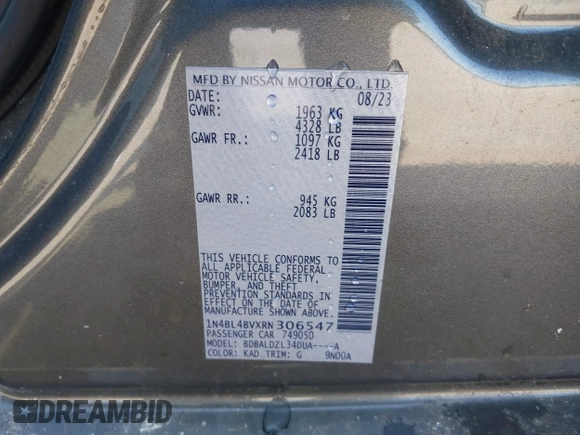 MFD BY NISSAN MOTOR CO., LTD.
DATE: 08/23
GVWR: 1963 KG
4328 LB
GAWR FR.: 1097 KG
2418 LB
GAWR RR.: 945 KG
2083 LB
THIS VEHICLE CONFORMS TO
ALL APPLICABLE FEDERAL
MOTOR VEHICLE SAFETY,
BUMPER, AND THEFT
PREVENTION STANDARDS IN
EFFECT ON THE DATE OF
MANUFACTURE SHOWN ABOVE.
1N4BL4BVXRN306547
PASSENGER CAR 749050
MODEL: BDBALDZL34DUA----A
COLOR: KAD TRIM: G 9N00A
DREAMBID